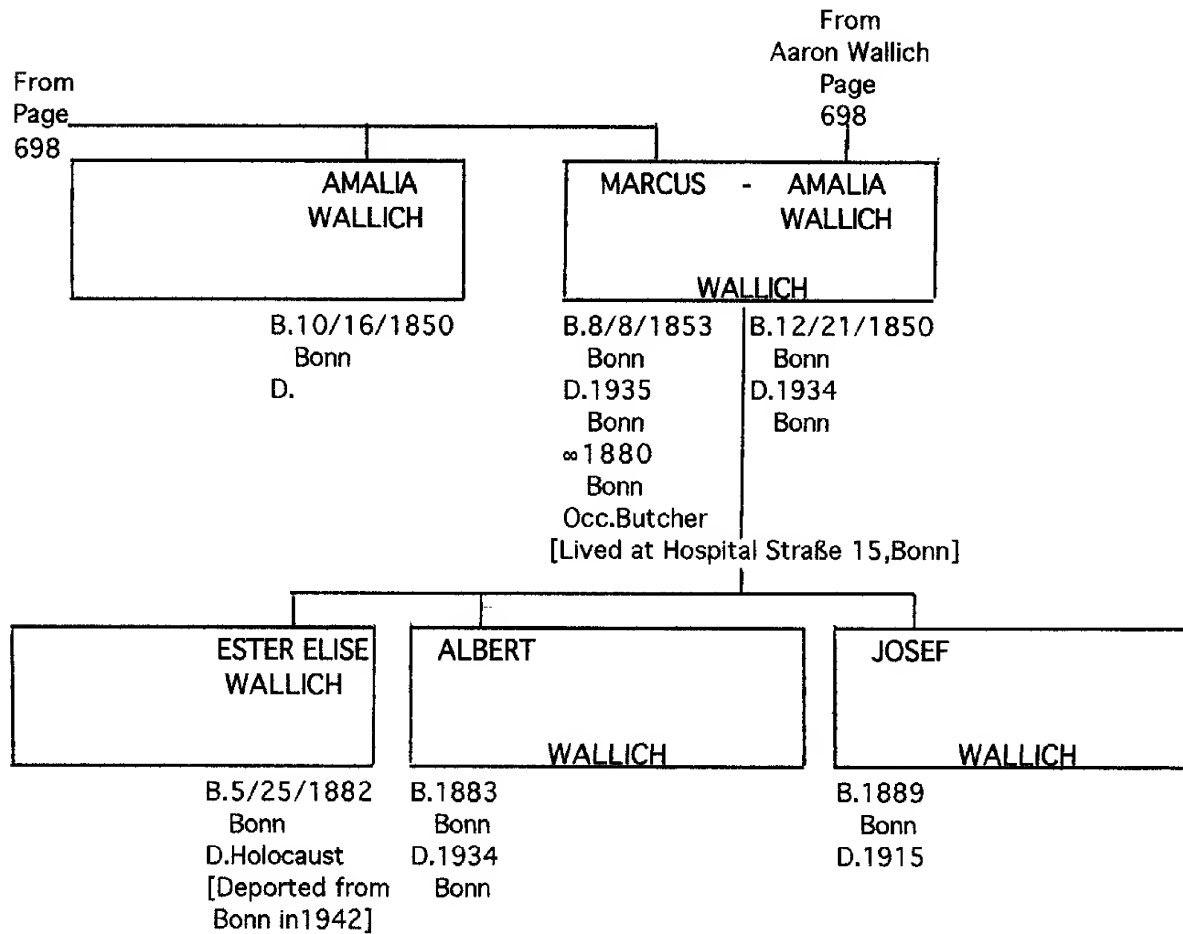 From
Page
698
From
Aaron Wallich
Page
698
AMALIA
WALLICH
B.10/16/1850
Bonn
D.
MARCUS - AMALIA
WALLICH
WALLICH
B.8/8/1853
Bonn
D.1935
Bonn
∞1880
Bonn
Occ.Butcher
[Lived at Hospital Straße 15,Bonn]
B.12/21/1850
Bonn
D.1934
Bonn
ESTER ELISE
WALLICH
B.5/25/1882
Bonn
D.Holocaust
[Deported from
Bonn in1942]
ALBERT
WALLICH
B.1883
Bonn
D.1934
Bonn
JOSEF
WALLICH
B.1889
Bonn
D.1915